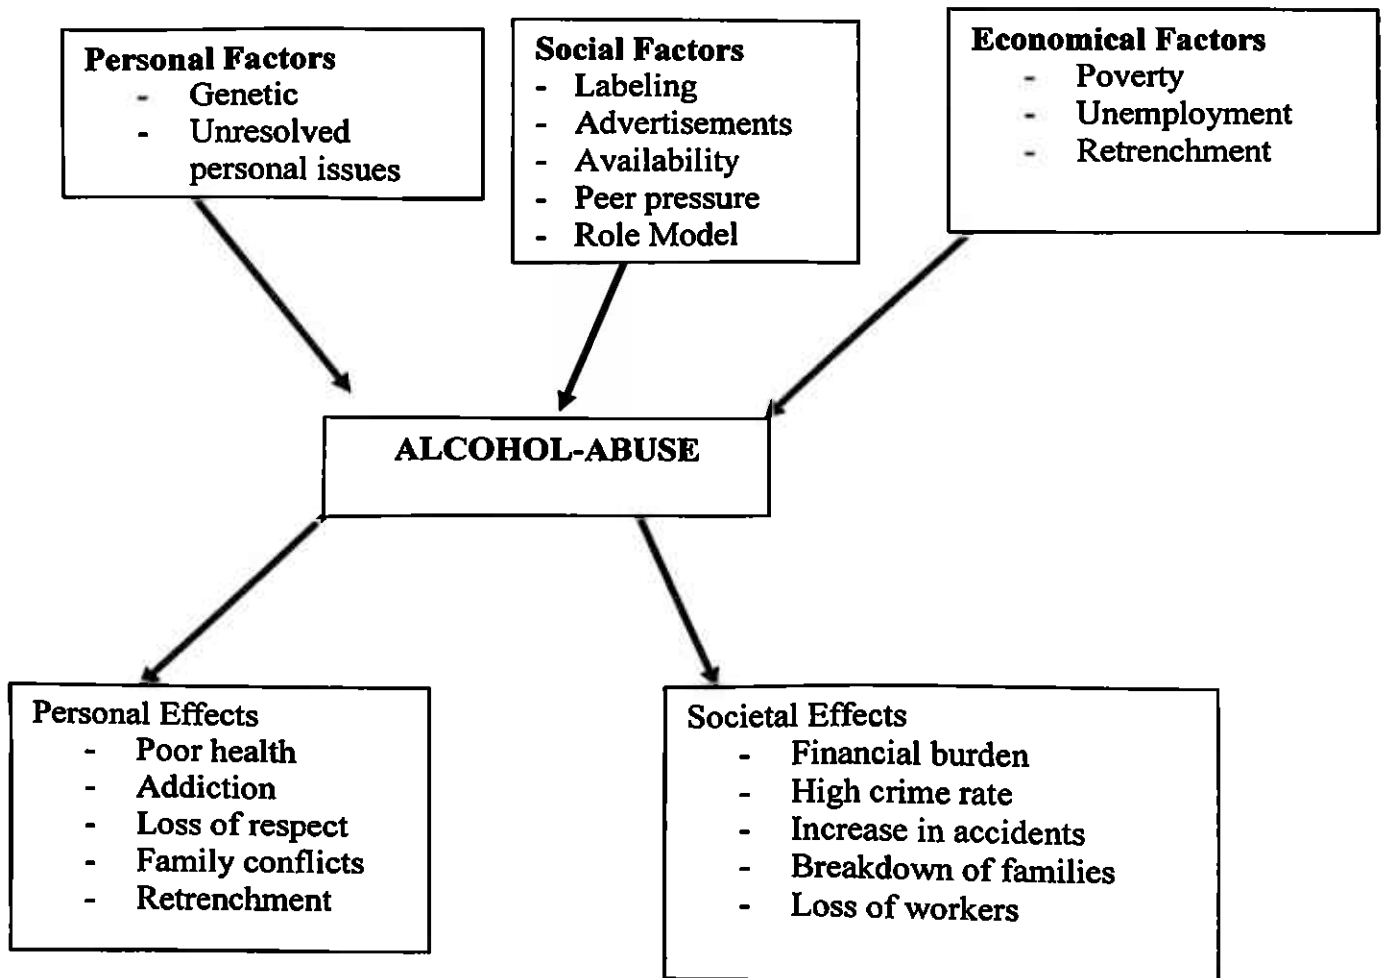 Personal Factors
- Genetic
- Unresolved
personal issues
Social Factors
- Labeling
- Advertisements
- Availability
- Peer pressure
- Role Model
Economical Factors
- Poverty
- Unemployment
- Retrenchment
ALCOHOL-ABUSE
Personal Effects
- Poor health
- Addiction
- Loss of respect
- Family conflicts
- Retrenchment
Societal Effects
- Financial burden
- High crime rate
- Increase in accidents
- Breakdown of families
- Loss of workers